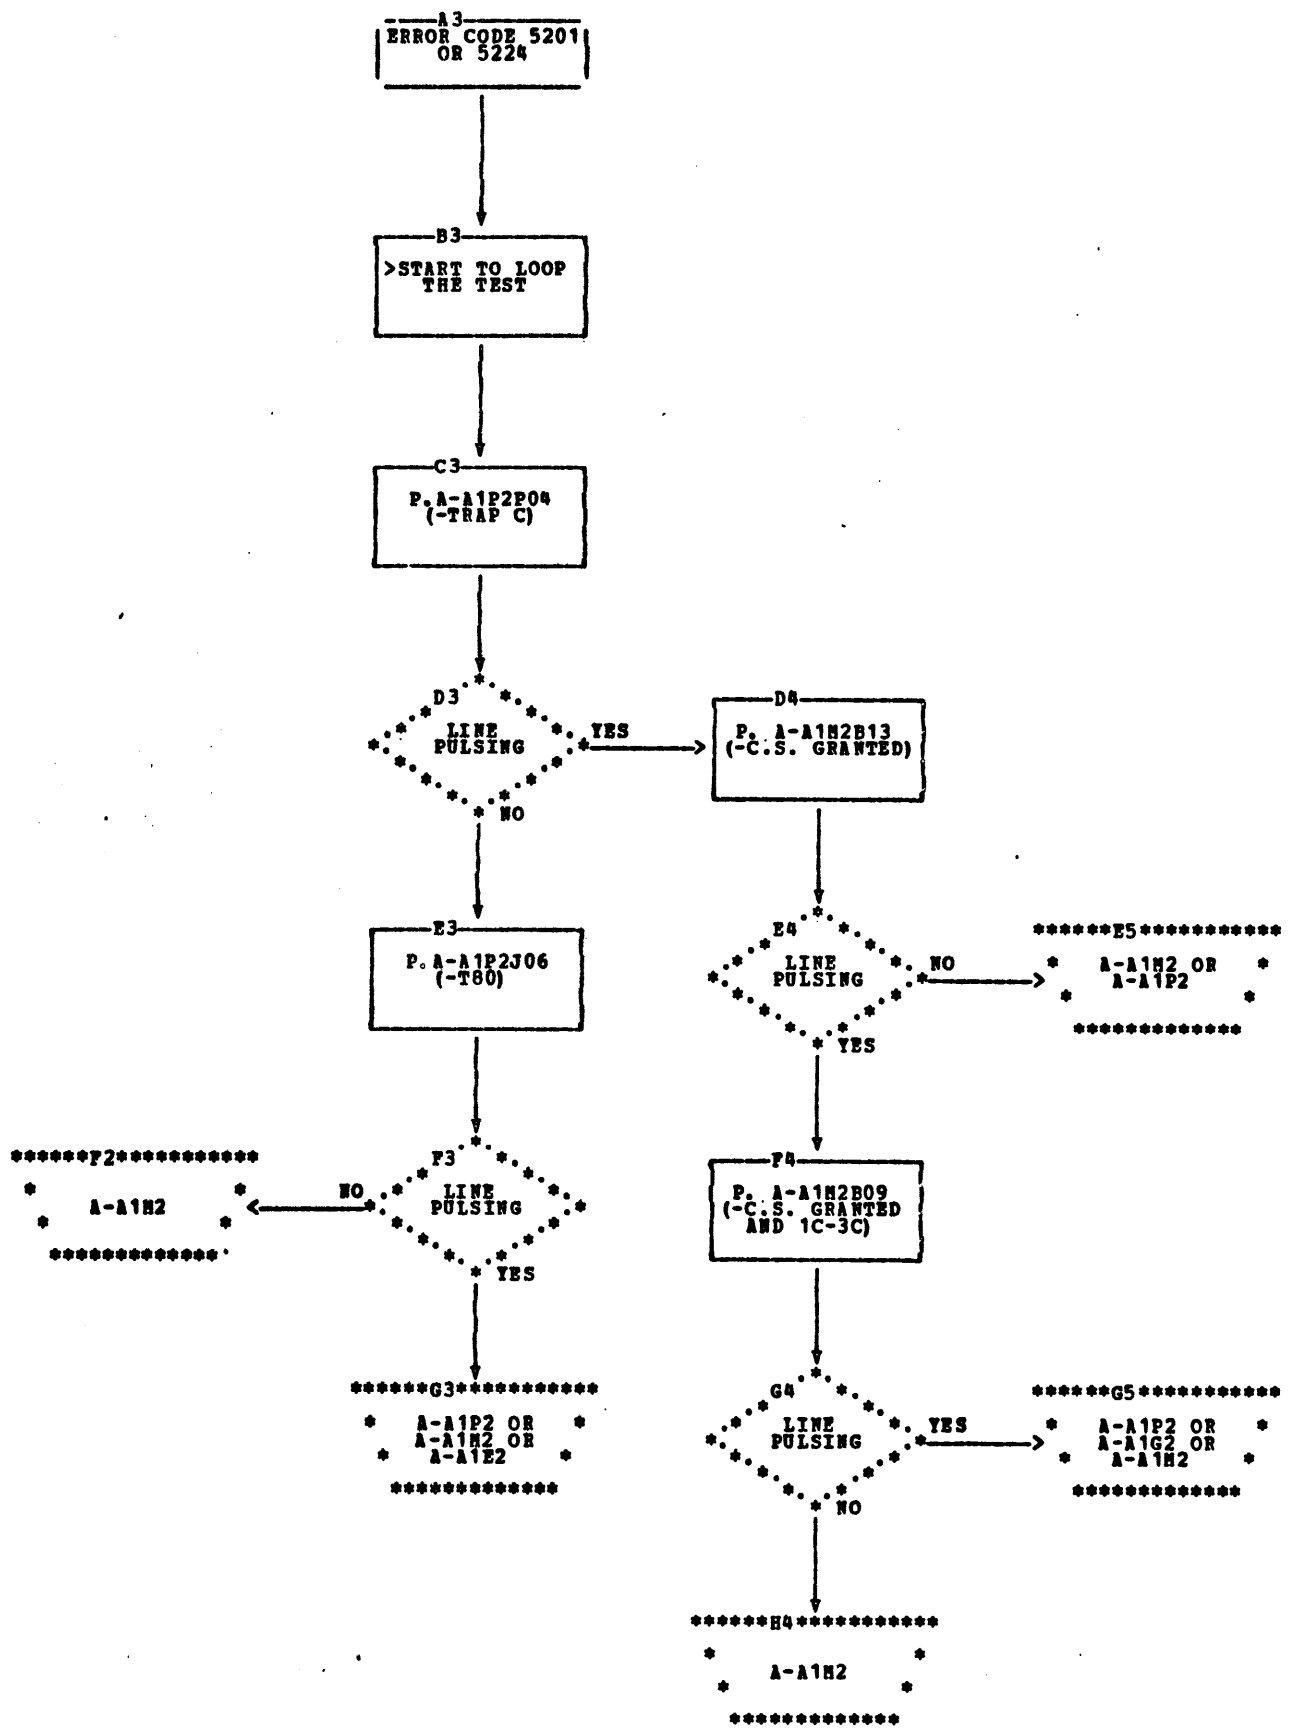 A3
ERROR CODE 5201
OR 5224
B3
>START TO LOOP
THE TEST
C3
P.A-A1P2P04
(-TRAP C)
D3
LINE
PULSING
YES
NO
D4
P. A-A1M2B13
(-C.S. GRANTED)
E3
P.A-A1P2J06
(-T80)
E4
LINE
PULSING
NO
YES
******E5***********
* A-A1M2 OR *
A-A1P2
* *
*************
******F2***********
* *
A-A1M2
* *
*************
F3
LINE
PULSING
NO
YES
F4
P. A-A1M2B09
(-C.S. GRANTED
AND 1C-3C)
******G3***********
* A-A1P2 OR *
A-A1M2 OR
* A-A1E2 *
*************
G4
LINE
PULSING
YES
NO
******G5***********
* A-A1P2 OR *
A-A1G2 OR
* A-A1M2 *
*************
******H4***********
* *
A-A1M2
* *
*************